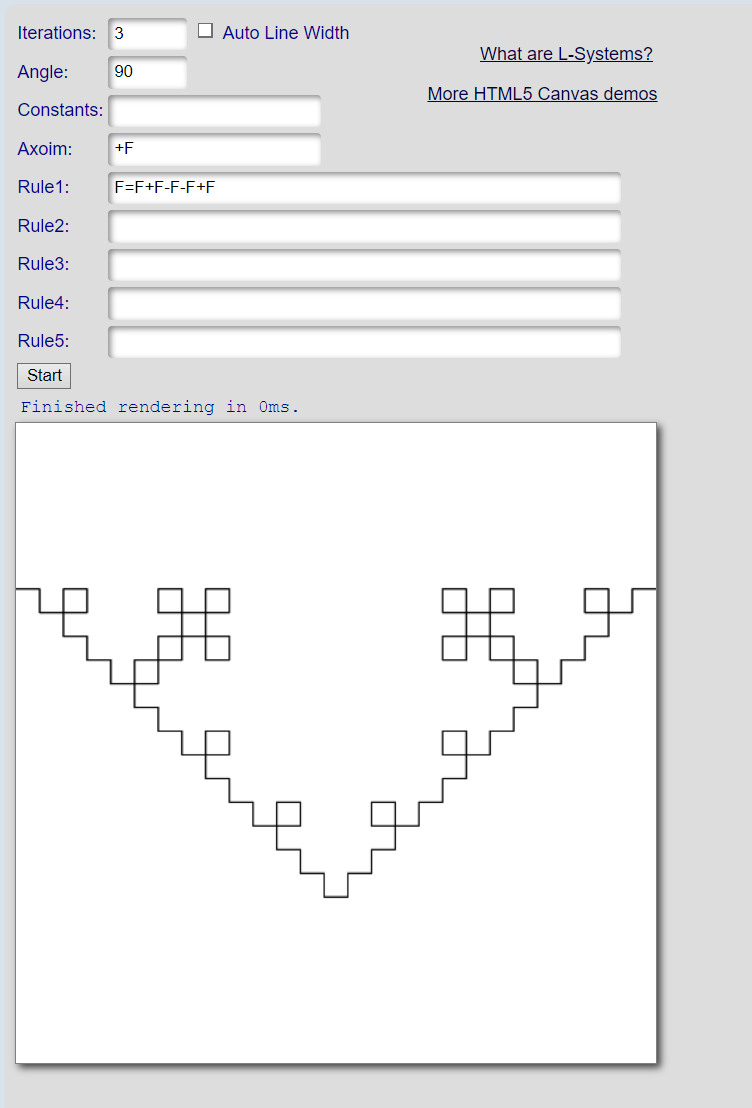 Iterations: 3 Auto Line Width
What are L-Systems?
Angle: 90
More HTML5 Canvas demos
Constants:
Axoim: +F
Rule1: F=F+F-F-F+F
Rule2:
Rule3:
Rule4:
Rule5:
Start
Finished rendering in 0ms.